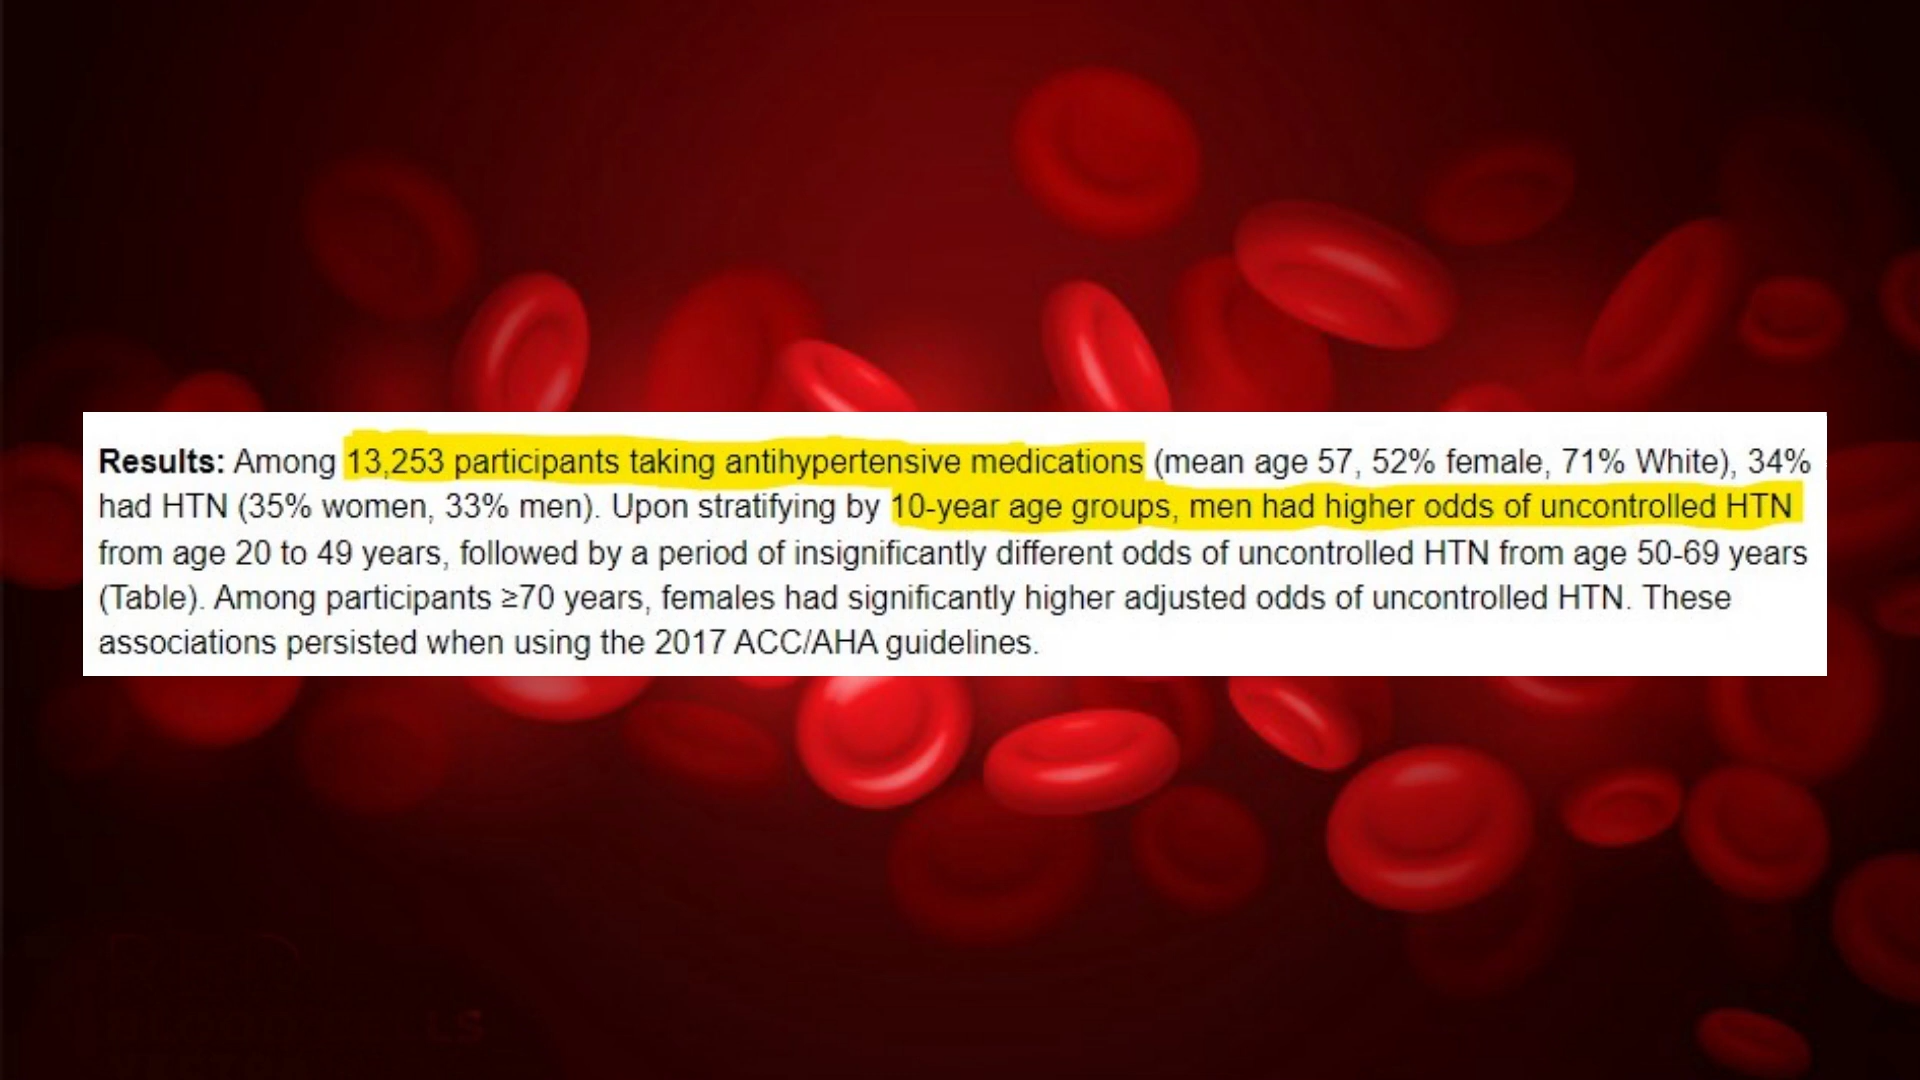 Results: Among 13,253 participants taking antihypertensive medications (mean age 57, 52% female, 71% White), 34%
had HTN (35% women, 33% men). Upon stratifying by 10-year age groups, men had higher odds of uncontrolled HTN
from age 20 to 49 years, followed by a period of insignificantly different odds of uncontrolled HTN from age 50-69 years
(Table). Among participants ≥70 years, females had significantly higher adjusted odds of uncontrolled HTN. These
associations persisted when using the 2017 ACC/AHA guidelines.